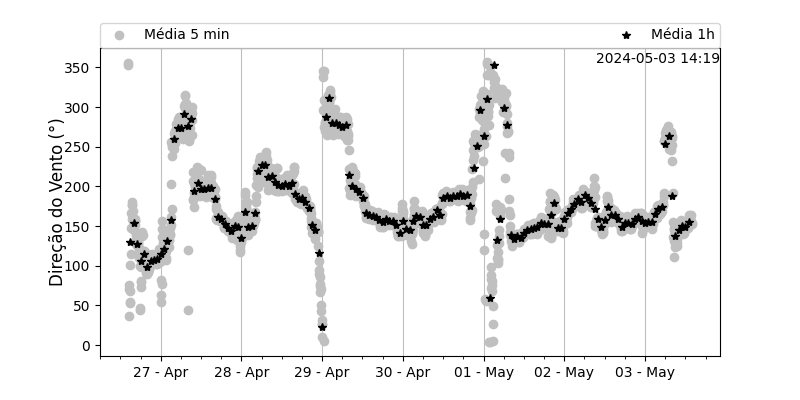 Média 5 min
Média 1h
2024-05-03 14:19
Direção do Vento (°)
350
300
250
200
150
100
50
0
27 - Apr
28 - Apr
29 - Apr
30 - Apr
01 - May
02 - May
03 - May